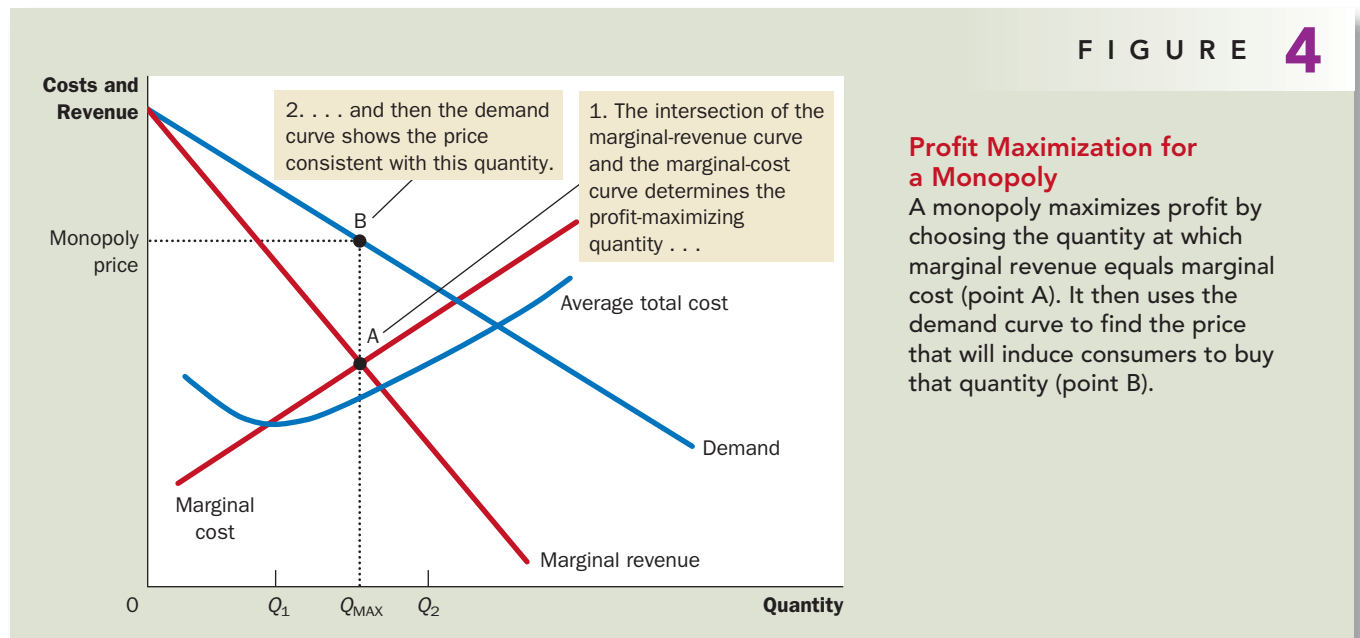 FIGURE 4
Costs and
Revenue
2. . . . and then the demand
curve shows the price
consistent with this quantity.
1. The intersection of the
marginal-revenue curve
and the marginal-cost
curve determines the
profit-maximizing
quantity . . .
B
Monopoly
price
Average total cost
A
Demand
Marginal
cost
Marginal revenue
0
Q1
QMAX
Q2
Quantity
Profit Maximization for
a Monopoly
A monopoly maximizes profit by
choosing the quantity at which
marginal revenue equals marginal
cost (point A). It then uses the
demand curve to find the price
that will induce consumers to buy
that quantity (point B).